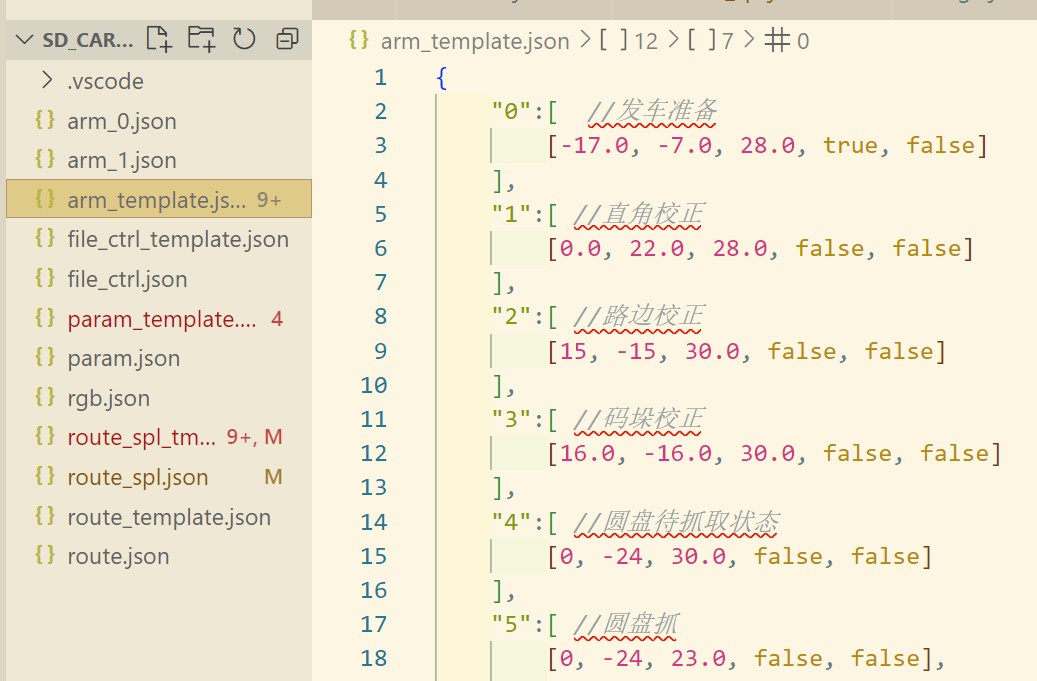 SD_CAR...
.vscode
arm_0.json
arm_1.json
arm_template.js... 9+
file_ctrl_template.json
file_ctrl.json
param_template.... 4
param.json
rgb.json
route_spl_tm... 9+, M
route_spl.json M
route_template.json
route.json
{} arm_template.json > [ ] 12 > [ ] 7 > # 0
1 {
2 "0":[ //发车准备
3 [-17.0, -7.0, 28.0, true, false]
4 ],
5 "1":[ //直角校正
6 [0.0, 22.0, 28.0, false, false]
7 ],
8 "2":[ //路边校正
9 [15, -15, 30.0, false, false]
10 ],
11 "3":[ //码垛校正
12 [16.0, -16.0, 30.0, false, false]
13 ],
14 "4":[ //圆盘待抓取状态
15 [0, -24, 30.0, false, false]
16 ],
17 "5":[ //圆盘抓
18 [0, -24, 23.0, false, false],